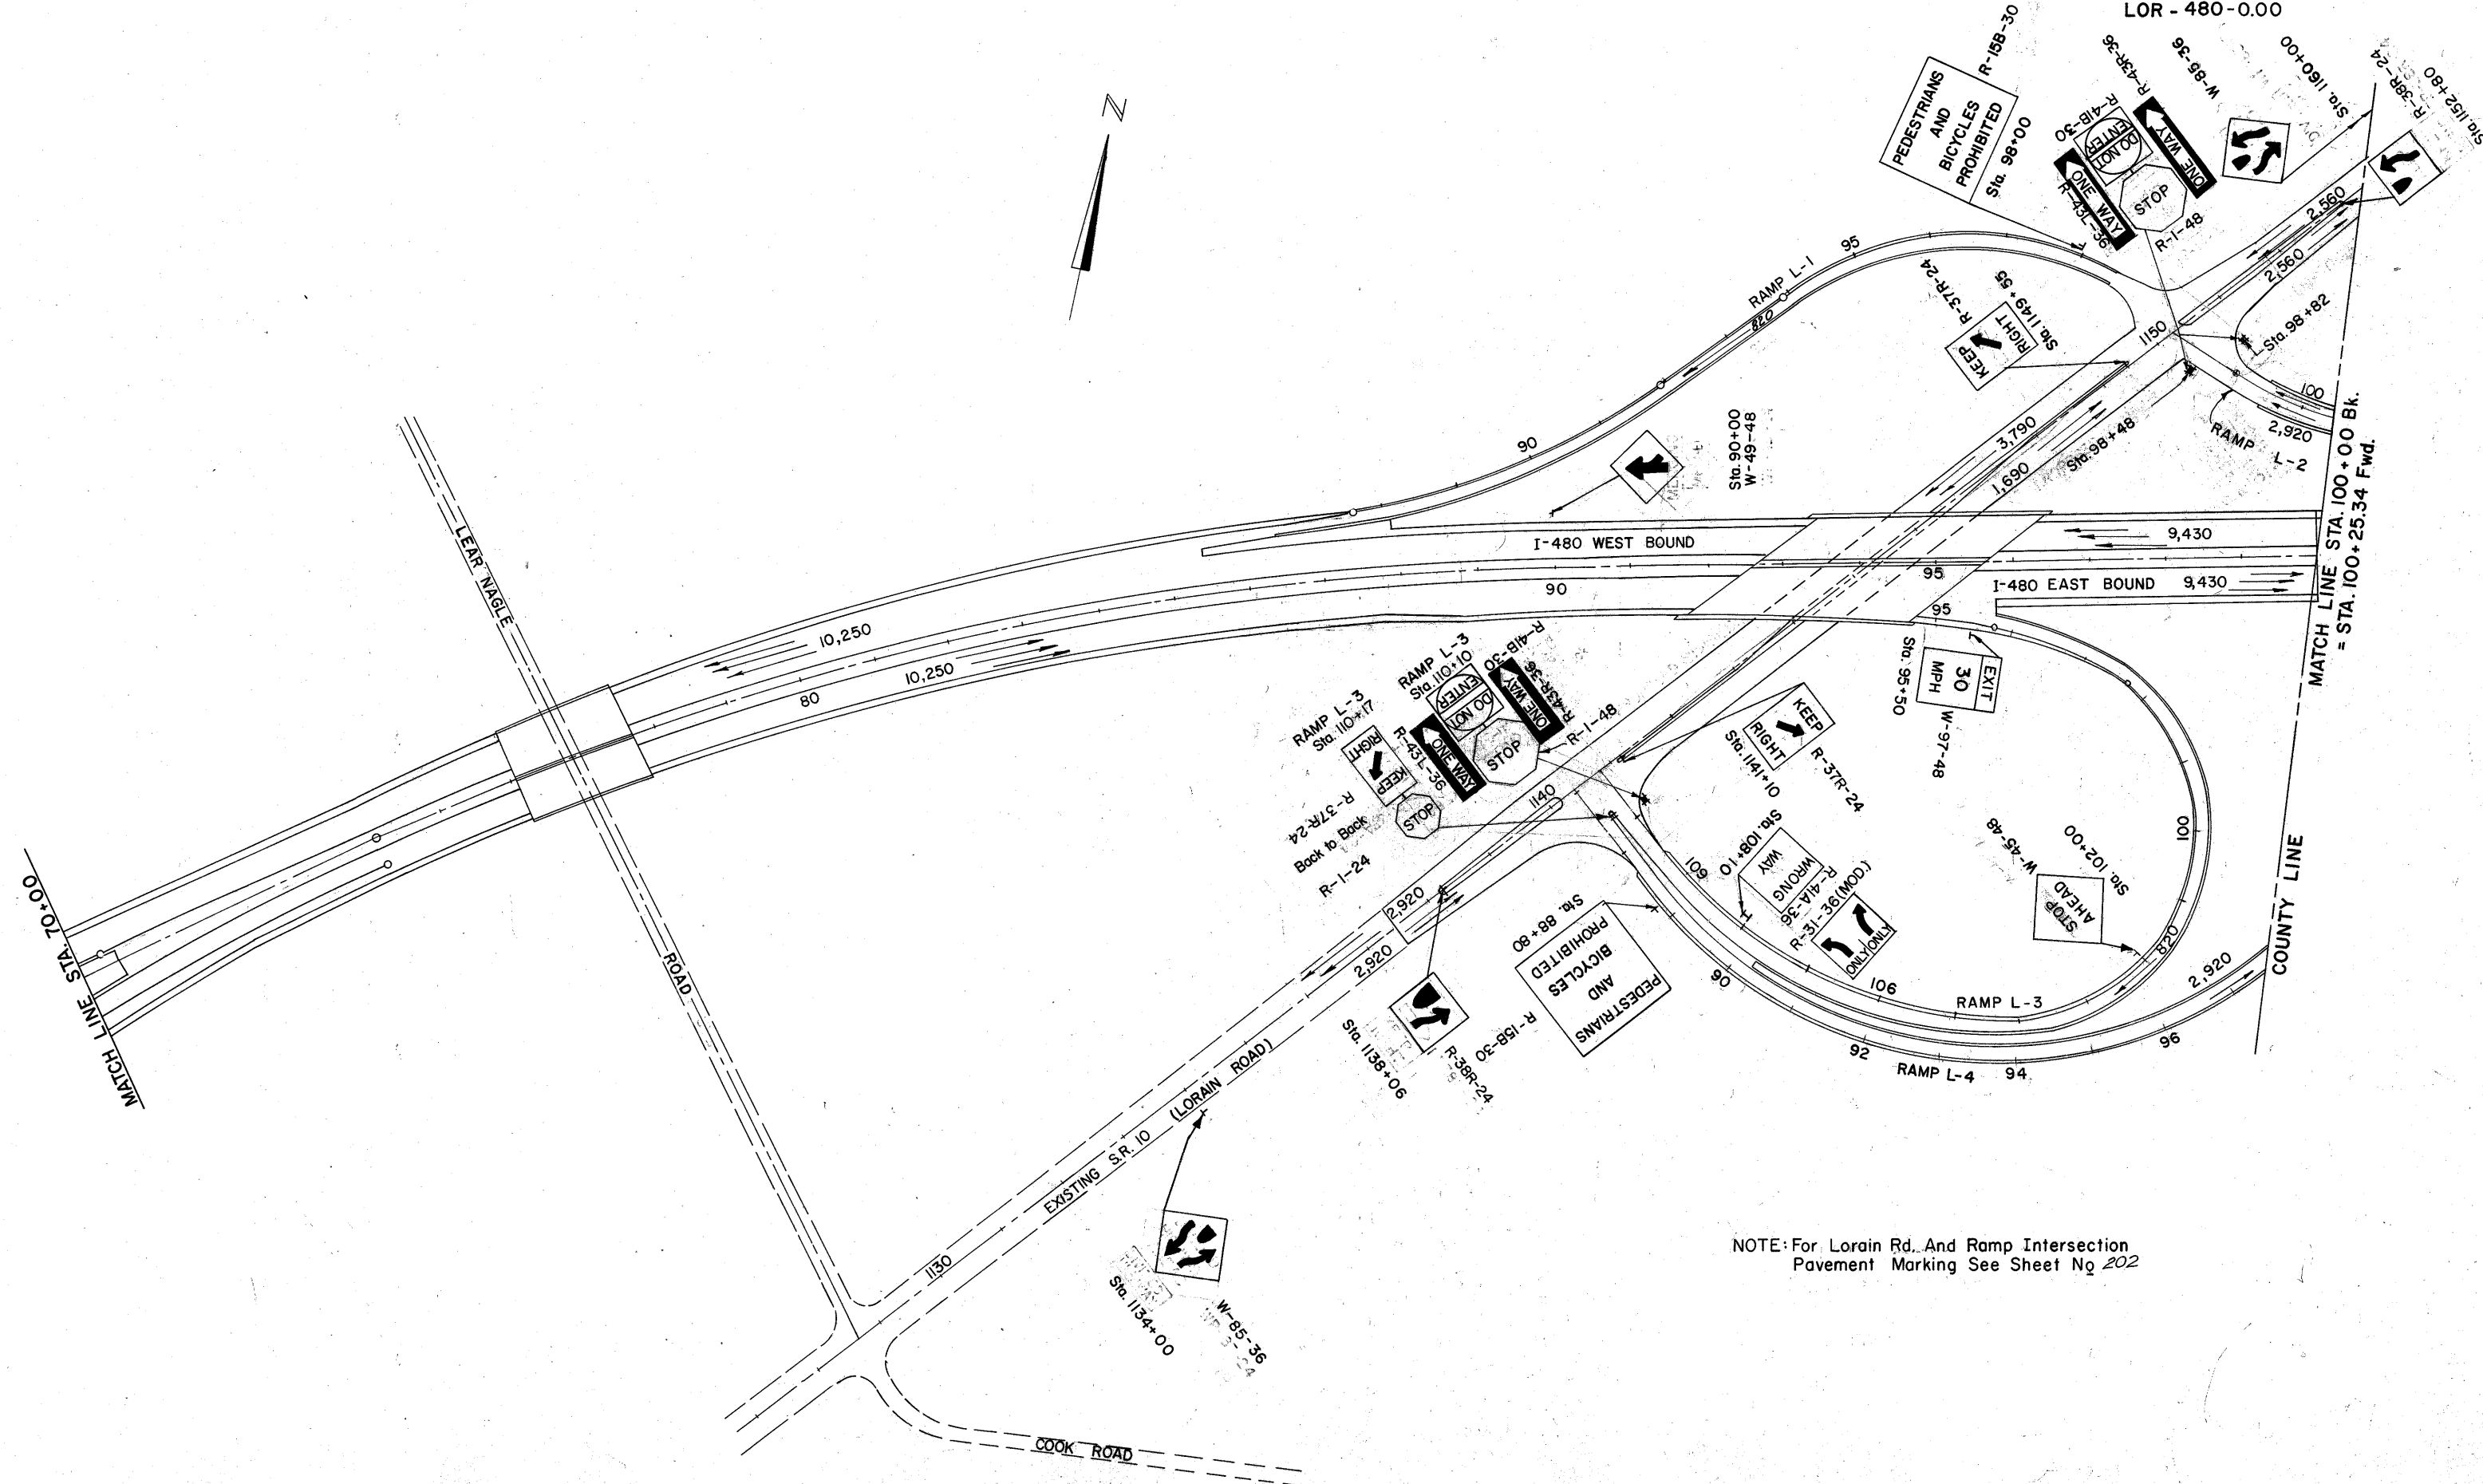 LOR - 480-0.00
R-15B-30
PEDESTRIANS
AND
BICYCLES
PROHIBITED
Sta. 98+00
R-43R-36
R-41B-30
DO NOT
ENTER
ONE WAY
ONE WAY
R-43L-36
STOP
R-1-48
W-85-36
Sta. 1160+00
R-38R-24
Sta. 1152+80
2,560
2,560
N
95
RAMP L-1
820
R-37R-24
KEEP
RIGHT
Sta. 1149+55
1150
Sta. 98+82
100
2,920
RAMP
L-2
3,790
1,690
Sta. 98+48
90
Sta. 90+00
W-49-48
MATCH LINE STA. 100+00 Bk.
= STA. 100+25.34 Fwd.
I-480 WEST BOUND
9,430
95
I-480 EAST BOUND 9,430
90
95
LEAR NAGLE
ROAD
10,250
10,250
80
MATCH LINE STA. 70+00
Sta. 95+50
EXIT
30
MPH
W-97-48
RAMP L-3
Sta. 110+10
R-41B-30
DO NOT
ENTER
ONE WAY
R-43R-36
RAMP L-3
Sta. 110+17
KEEP
RIGHT
R-43L-36
ONE WAY
STOP
R-1-48
R-37R-24
Back to Back
STOP
R-1-24
1140
KEEP
RIGHT
Sta. 1141+10
R-37R-24
109
Sta. 108+10
WRONG
WAY
R-41A-36
R-31-36(MOD.)
ONLY
ONLY
W-45-48
Sta. 102+00
STOP
AHEAD
100
820
COUNTY LINE
2,920
2,920
Sta. 88+80
PEDESTRIANS
AND
BICYCLES
PROHIBITED
R-15B-30
90
106
RAMP L-3
2,920
92
RAMP L-4
94
96
Sta. 1138+06
R-38R-24
EXISTING S.R. 10 (LORAIN ROAD)
1130
Sta. 1134+00
W-85-36
COOK ROAD
NOTE: For Lorain Rd. And Ramp Intersection
Pavement Marking See Sheet No 202